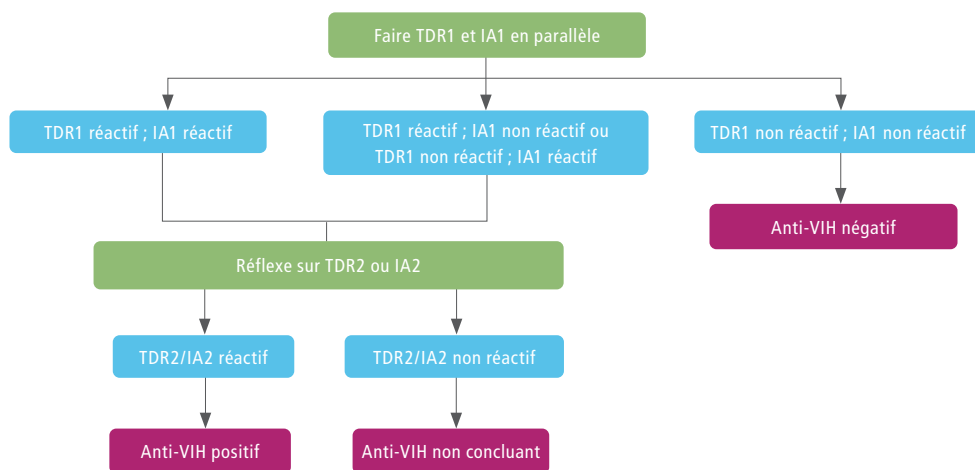 Faire TDR1 et IA1 en parallèle
TDR1 réactif ; IA1 réactif
TDR1 réactif ; IA1 non réactif ou
TDR1 non réactif ; IA1 réactif
TDR1 non réactif ; IA1 non réactif
Anti-VIH négatif
Réflexe sur TDR2 ou IA2
TDR2/IA2 réactif
TDR2/IA2 non réactif
Anti-VIH positif
Anti-VIH non concluant